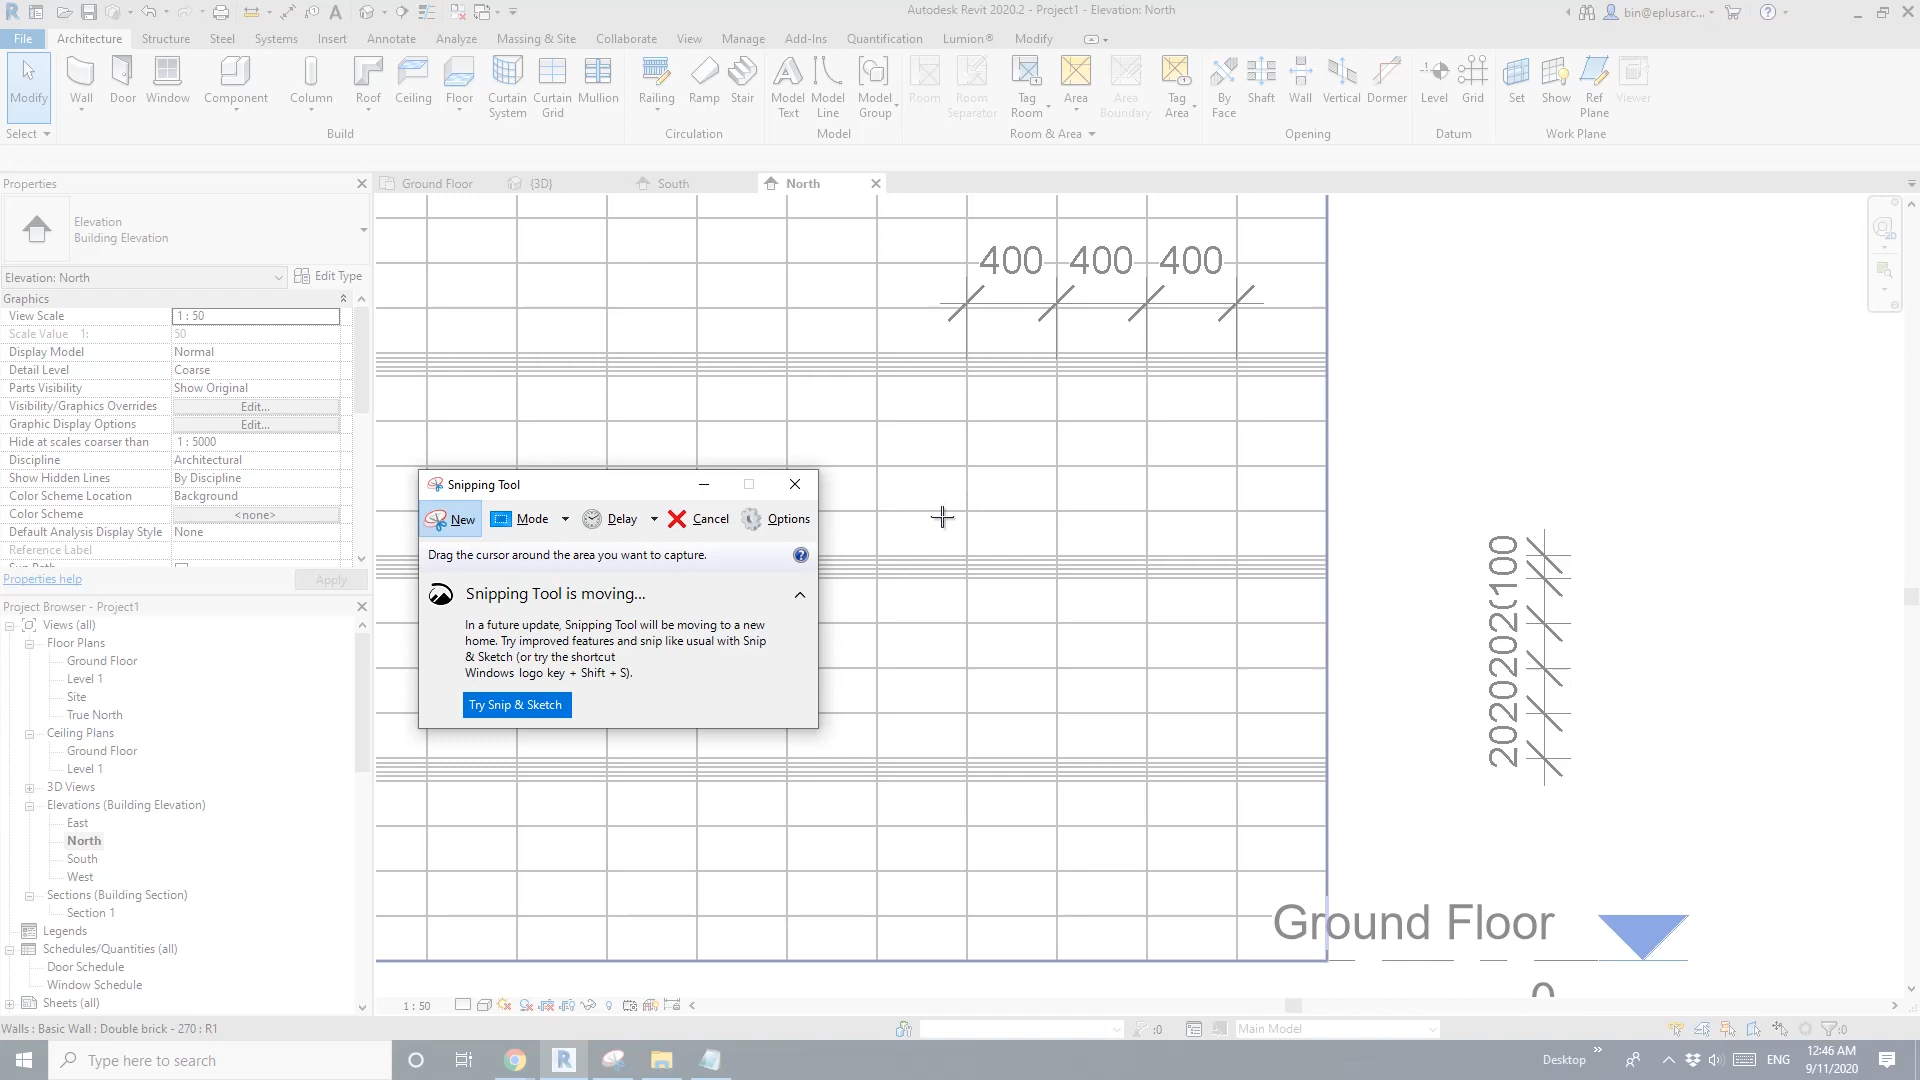 Autodesk Revit 2020.2 - Project1 - Elevation: North
bin@eplusarc...
File
Architecture
Structure
Steel
Systems
Insert
Annotate
Analyze
Massing & Site
Collaborate
View
Manage
Add-Ins
Quantification
Lumion®
Modify
Modify
Wall
Door
Window
Component
Column
Roof
Ceiling
Floor
Curtain
System
Curtain
Grid
Mullion
Railing
Ramp
Stair
Model
Text
Model
Line
Model
Group
Room
Room
Separator
Tag
Room
Area
Area
Boundary
Tag
Area
By
Face
Shaft
Wall
Vertical
Dormer
Level
Grid
Set
Show
Ref
Plane
Viewer
Select
Build
Circulation
Model
Room & Area
Opening
Datum
Work Plane
Properties
Ground Floor
{3D}
South
North
Elevation
Building Elevation
Elevation: North
Edit Type
Graphics
View Scale
1 : 50
Scale Value 1:
50
Display Model
Normal
Detail Level
Coarse
Parts Visibility
Show Original
Visibility/Graphics Overrides
Edit...
Graphic Display Options
Edit...
Hide at scales coarser than
1 : 5000
Discipline
Architectural
Show Hidden Lines
By Discipline
Color Scheme Location
Background
Color Scheme
<none>
Default Analysis Display Style
None
Reference Label
Properties help
Apply
Project Browser - Project1
Views (all)
Floor Plans
Ground Floor
Level 1
Site
True North
Ceiling Plans
Ground Floor
Level 1
3D Views
Elevations (Building Elevation)
East
North
South
West
Sections (Building Section)
Section 1
Legends
Schedules/Quantities (all)
Door Schedule
Window Schedule
Sheets (all)
400 400 400
Snipping Tool
New
Mode
Delay
Cancel
Options
Drag the cursor around the area you want to capture.
Snipping Tool is moving...
In a future update, Snipping Tool will be moving to a new
home. Try improved features and snip like usual with Snip
& Sketch (or try the shortcut
Windows logo key + Shift + S).
Try Snip & Sketch
Ground Floor
1 : 50
Walls : Basic Wall : Double brick - 270 : R1
:0
Main Model
:0
Type here to search
Desktop
ENG
12:46 AM
9/11/2020